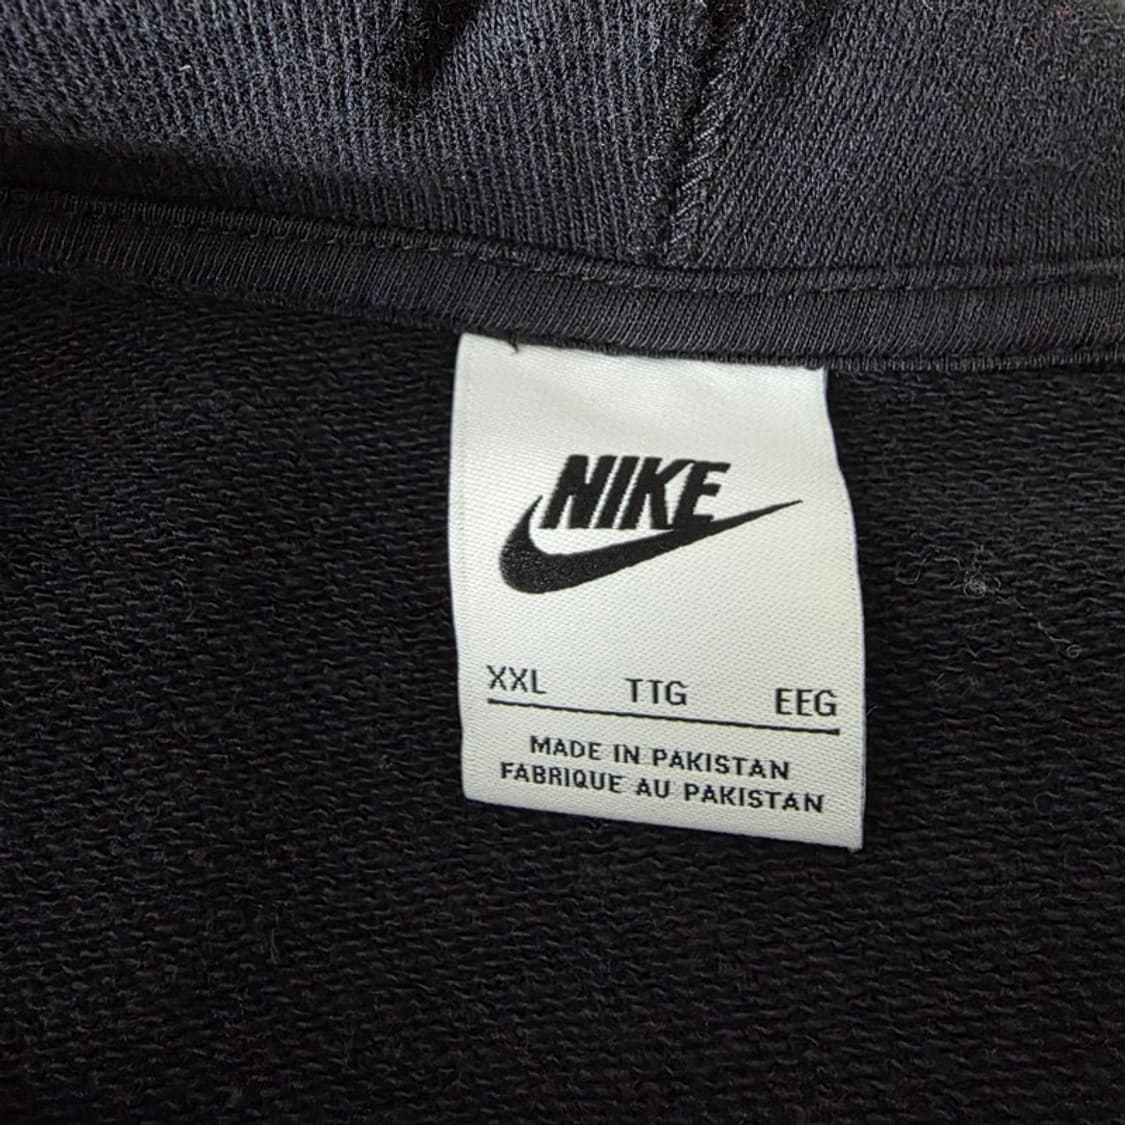 NIKE
XXL TTG EEG
MADE IN PAKISTAN
FABRIQUE AU PAKISTAN